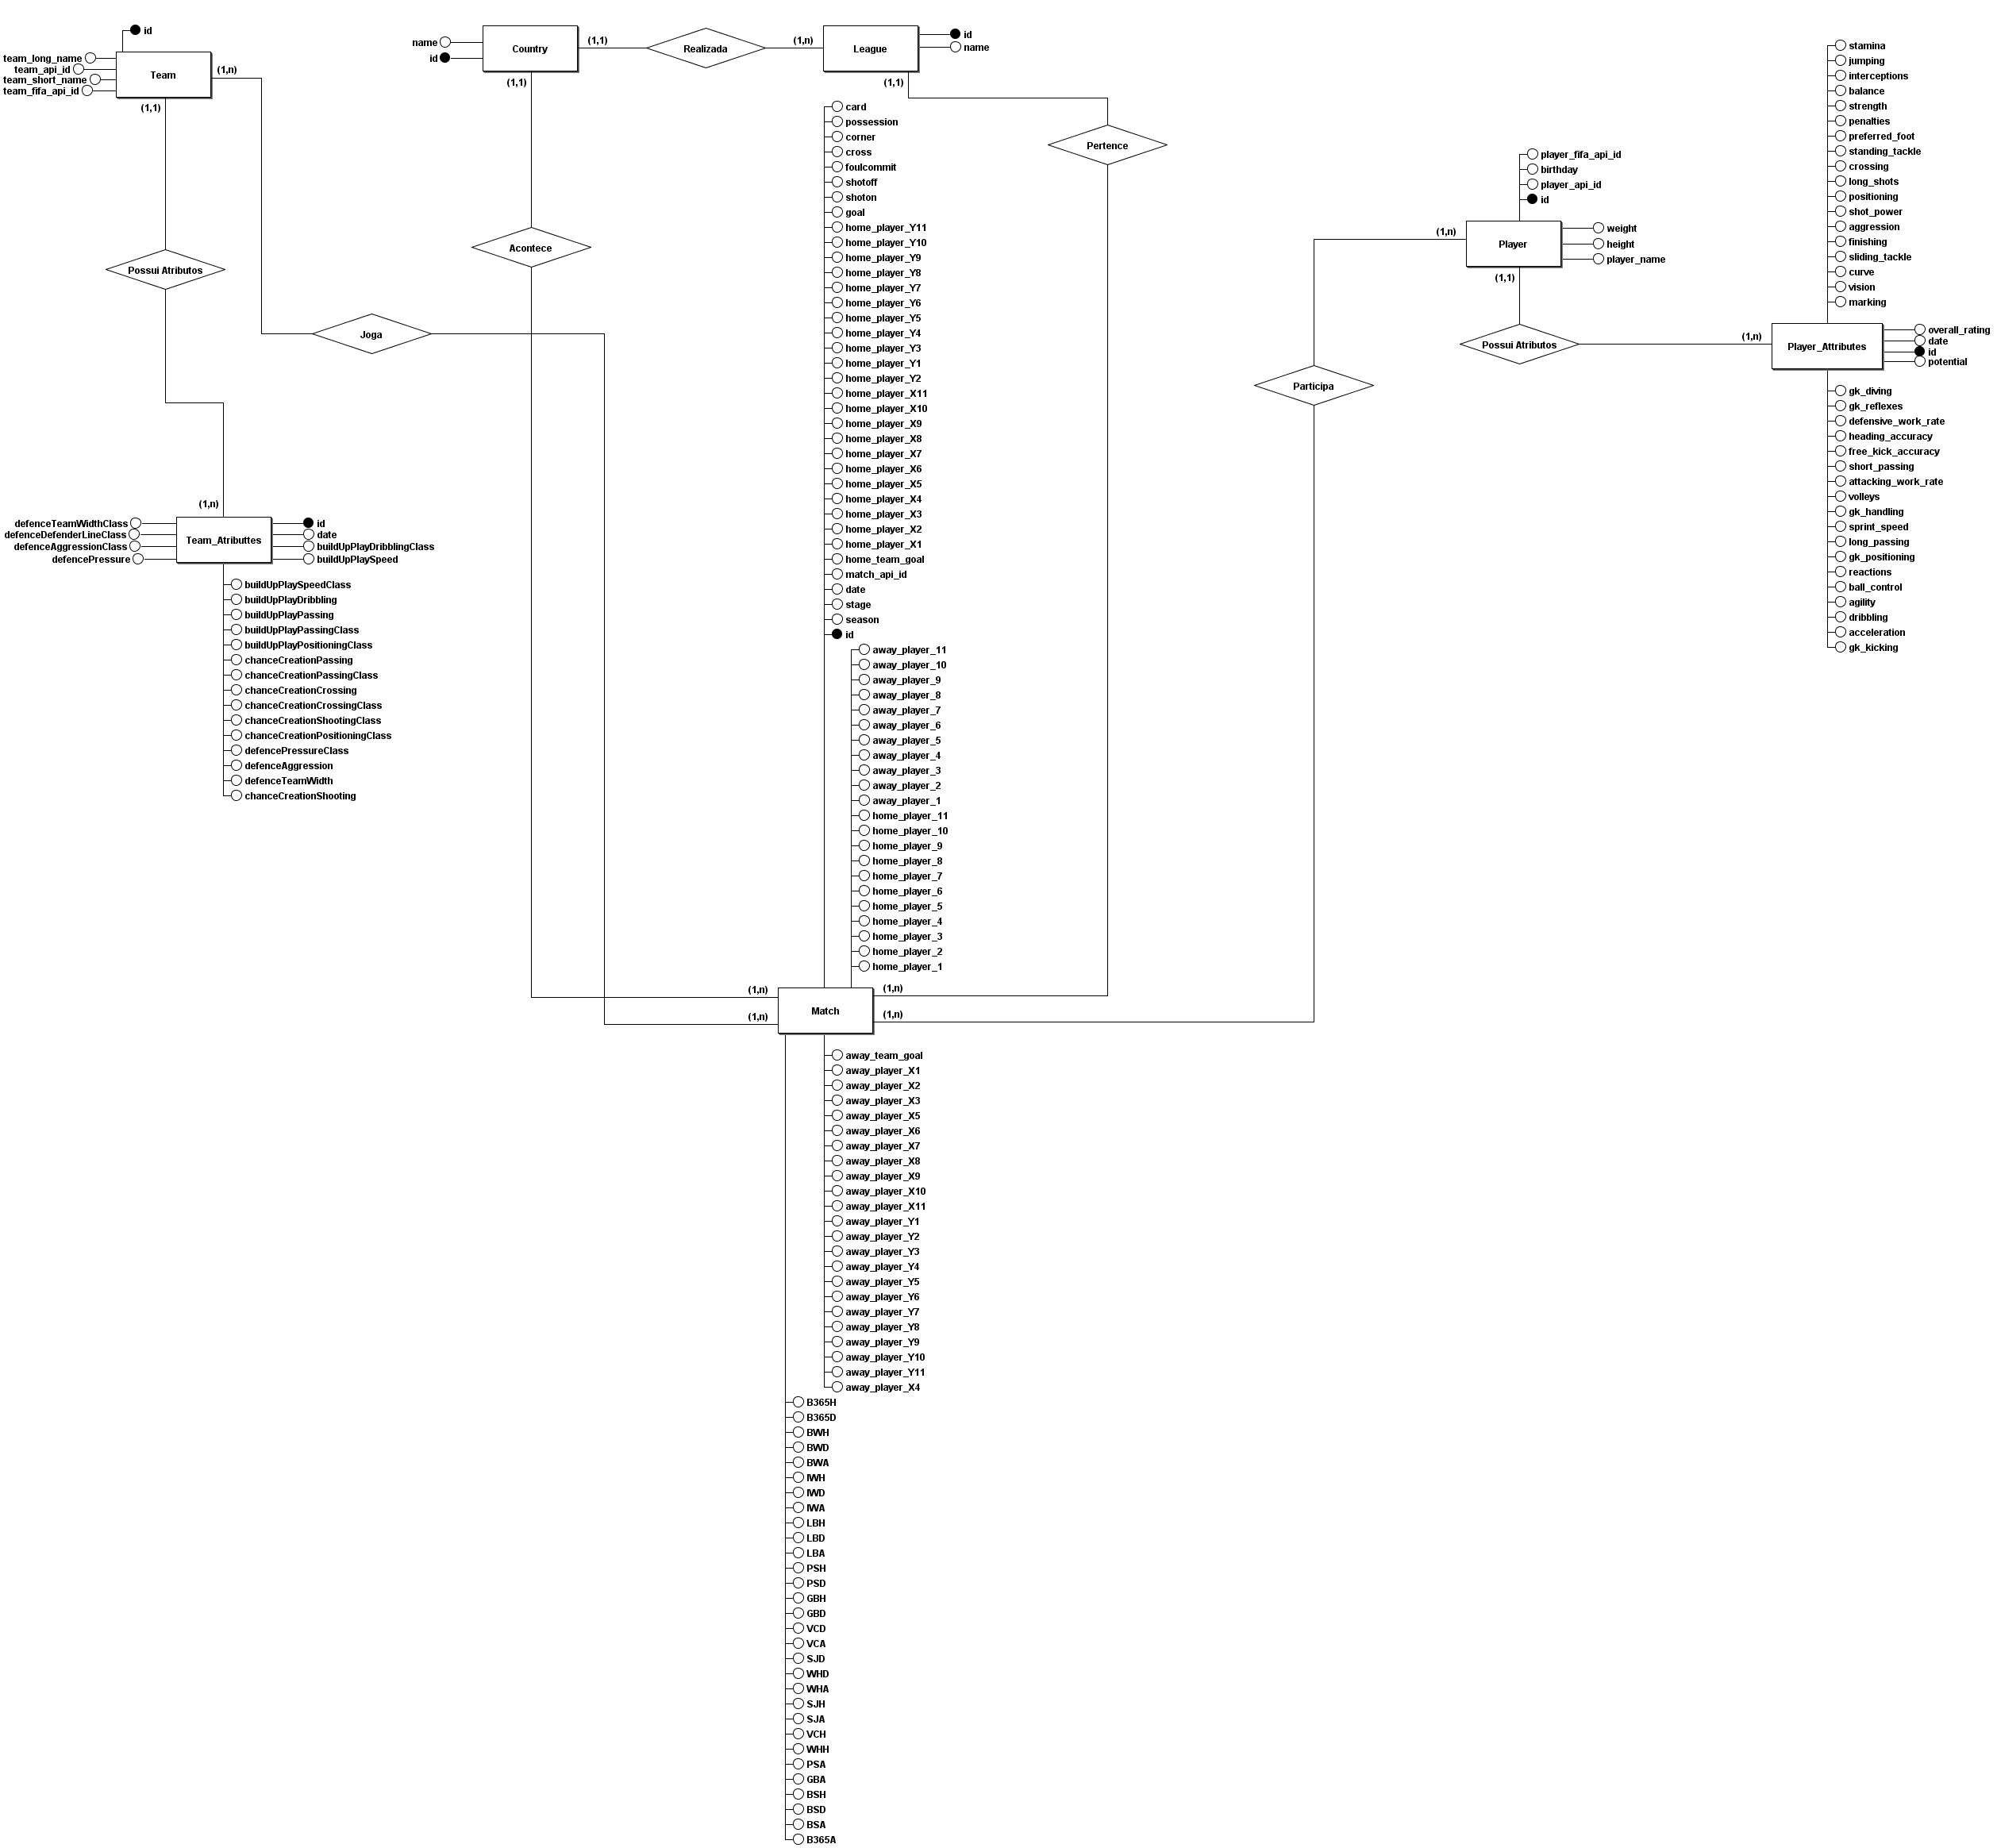 id
team_long_name
team_api_id
team_short_name
team_fifa_api_id
Team
(1,n)
(1,1)
Possui Atributos
Joga
(1,n)
defenceTeamWidthClass
defenceDefenderLineClass
defenceAggressionClass
defencePressure
Team_Atributtes
id
date
buildUpPlayDribblingClass
buildUpPlaySpeed
buildUpPlaySpeedClass
buildUpPlayDribbling
buildUpPlayPassing
buildUpPlayPassingClass
buildUpPlayPositioningClass
chanceCreationPassing
chanceCreationPassingClass
chanceCreationCrossing
chanceCreationCrossingClass
chanceCreationShootingClass
chanceCreationPositioningClass
defencePressureClass
defenceAggression
defenceTeamWidth
chanceCreationShooting
name
id
Country
(1,1)
(1,1)
Realizada
(1,n)
League
id
name
(1,1)
Acontece
Pertence
card
possession
corner
cross
foulcommit
shotoff
shoton
goal
home_player_Y11
home_player_Y10
home_player_Y9
home_player_Y8
home_player_Y7
home_player_Y6
home_player_Y5
home_player_Y4
home_player_Y3
home_player_Y1
home_player_Y2
home_player_X11
home_player_X10
home_player_X9
home_player_X8
home_player_X7
home_player_X6
home_player_X5
home_player_X4
home_player_X3
home_player_X2
home_player_X1
home_team_goal
match_api_id
date
stage
season
id
away_player_11
away_player_10
away_player_9
away_player_8
away_player_7
away_player_6
away_player_5
away_player_4
away_player_3
away_player_2
away_player_1
home_player_11
home_player_10
home_player_9
home_player_8
home_player_7
home_player_6
home_player_5
home_player_4
home_player_3
home_player_2
home_player_1
(1,n)
(1,n)
Match
(1,n)
(1,n)
away_team_goal
away_player_X1
away_player_X2
away_player_X3
away_player_X5
away_player_X6
away_player_X7
away_player_X8
away_player_X9
away_player_X10
away_player_X11
away_player_Y1
away_player_Y2
away_player_Y3
away_player_Y4
away_player_Y5
away_player_Y6
away_player_Y7
away_player_Y8
away_player_Y9
away_player_Y10
away_player_Y11
away_player_X4
B365H
B365D
BWH
BWD
BWA
IWH
IWD
IWA
LBH
LBD
LBA
PSH
PSD
GBH
GBD
VCD
VCA
SJD
WHD
WHA
SJH
SJA
VCH
WHH
PSA
GBA
BSH
BSD
BSA
B365A
player_fifa_api_id
birthday
player_api_id
id
(1,n)
Player
weight
height
player_name
(1,1)
Participa
Possui Atributos
(1,n)
stamina
jumping
interceptions
balance
strength
penalties
preferred_foot
standing_tackle
crossing
long_shots
positioning
shot_power
aggression
finishing
sliding_tackle
curve
vision
marking
Player_Attributes
overall_rating
date
id
potential
gk_diving
gk_reflexes
defensive_work_rate
heading_accuracy
free_kick_accuracy
short_passing
attacking_work_rate
volleys
gk_handling
sprint_speed
long_passing
gk_positioning
reactions
ball_control
agility
dribbling
acceleration
gk_kicking